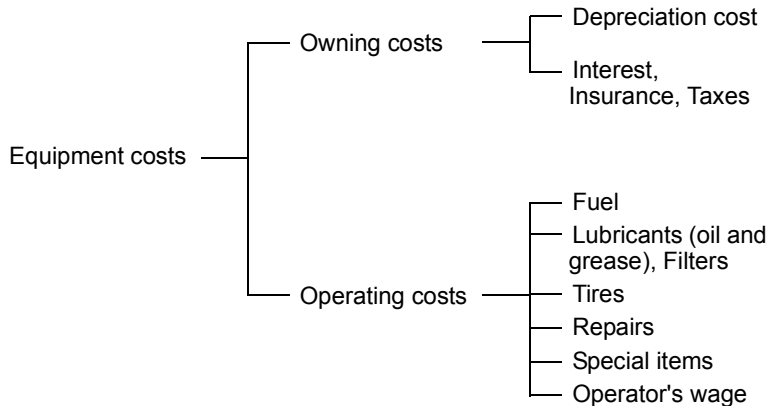 Depreciation cost
Owning costs
Interest,
Insurance, Taxes
Equipment costs
Fuel
Lubricants (oil and
grease), Filters
Operating costs
Tires
Repairs
Special items
Operator's wage